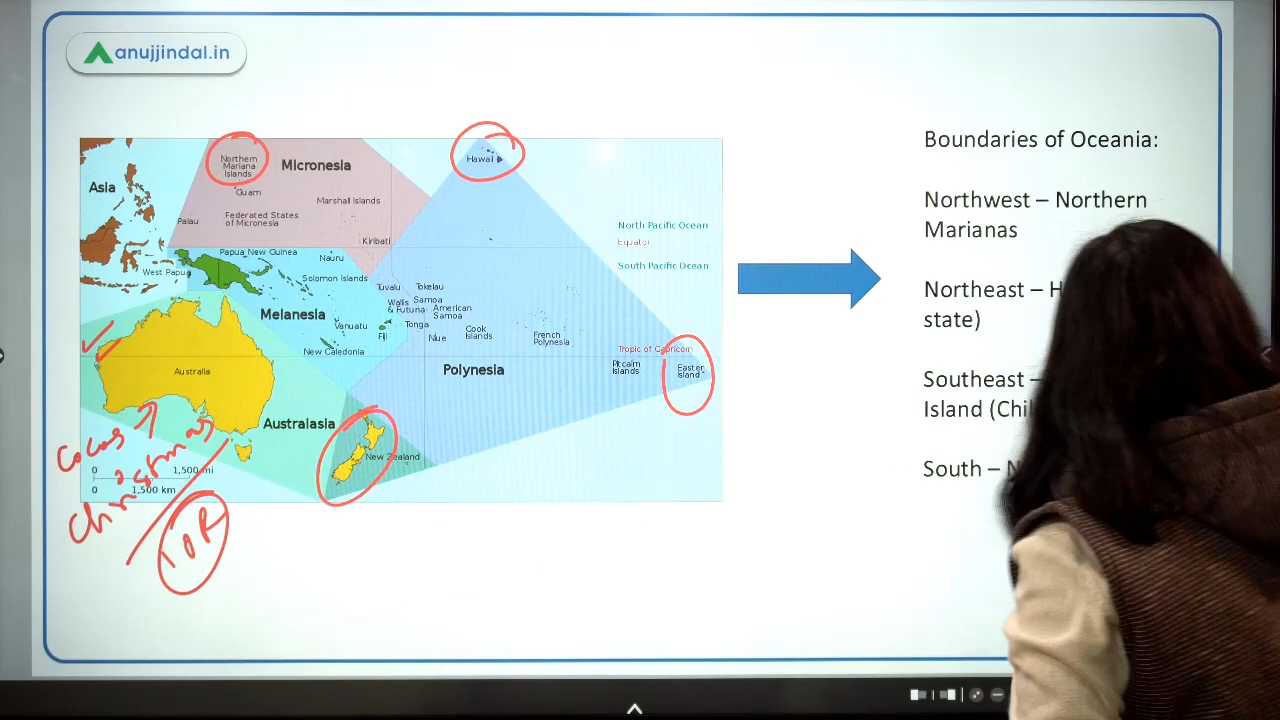 anujjindal.in
Northern
Mariana
Islands
Micronesia
Hawai
Asia
Guam
Palau
Federated States
of Micronesia
Marshall Islands
Kiribati
North Pacific Ocean
Equator
South Pacific Ocean
Papua New Guinea
Nauru
West Papua
Solomon Islands
Tuvalu
Tokelau
Wallis
& Futuna
Samoa
American
Samoa
Melanesia
Vanuatu
Fiji
Tonga
Niue
Cook
Islands
French
Polynesia
New Caledonia
Tropic of Capricorn
Pitcairn
Islands
Easter
Island
Australia
Polynesia
Australasia
New Zealand
0 1,500 mi
0 1,500 km
Cocos
Christmas
IOR
Boundaries of Oceania:
Northwest – Northern
Marianas
Northeast – H
state)
Southeast –
Island (Chil
South – N